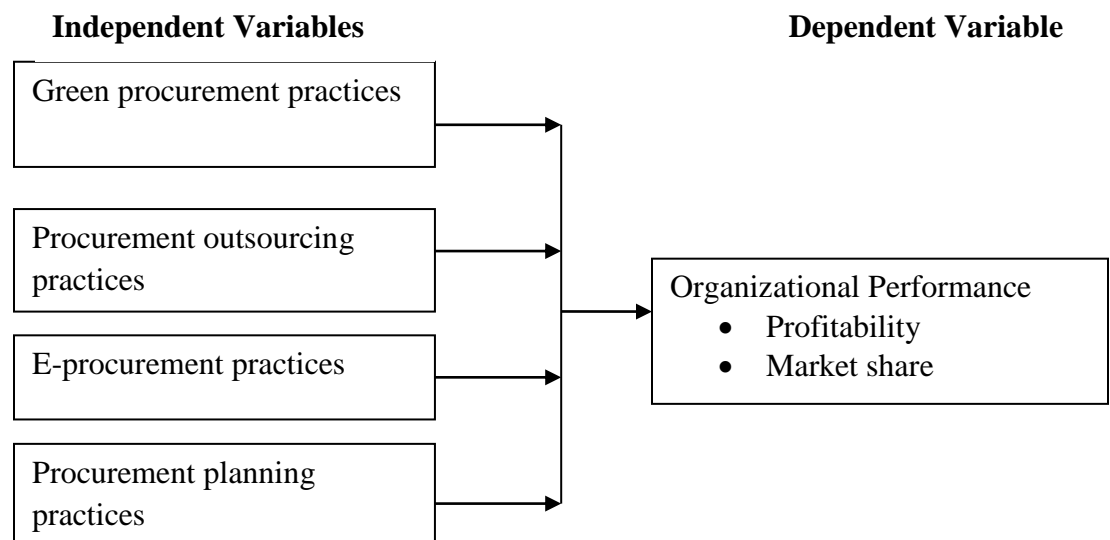 Independent Variables
Dependent Variable
Green procurement practices
Procurement outsourcing
practices
E-procurement practices
Procurement planning
practices
Organizational Performance
• Profitability
• Market share